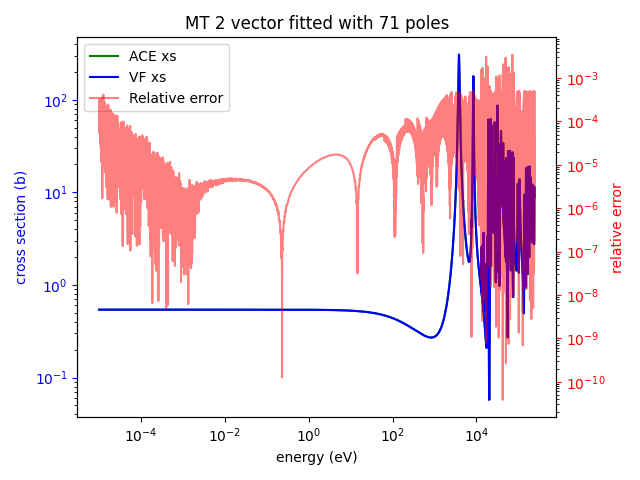 MT 2 vector fitted with 71 poles
ACE xs
VF xs
Relative error
cross section (b)
10^2
10^1
10^0
10^-1
10^-3
10^-4
10^-5
10^-6
10^-7
10^-8
10^-9
10^-10
relative error
10^-4 10^-2 10^0 10^2 10^4
energy (eV)